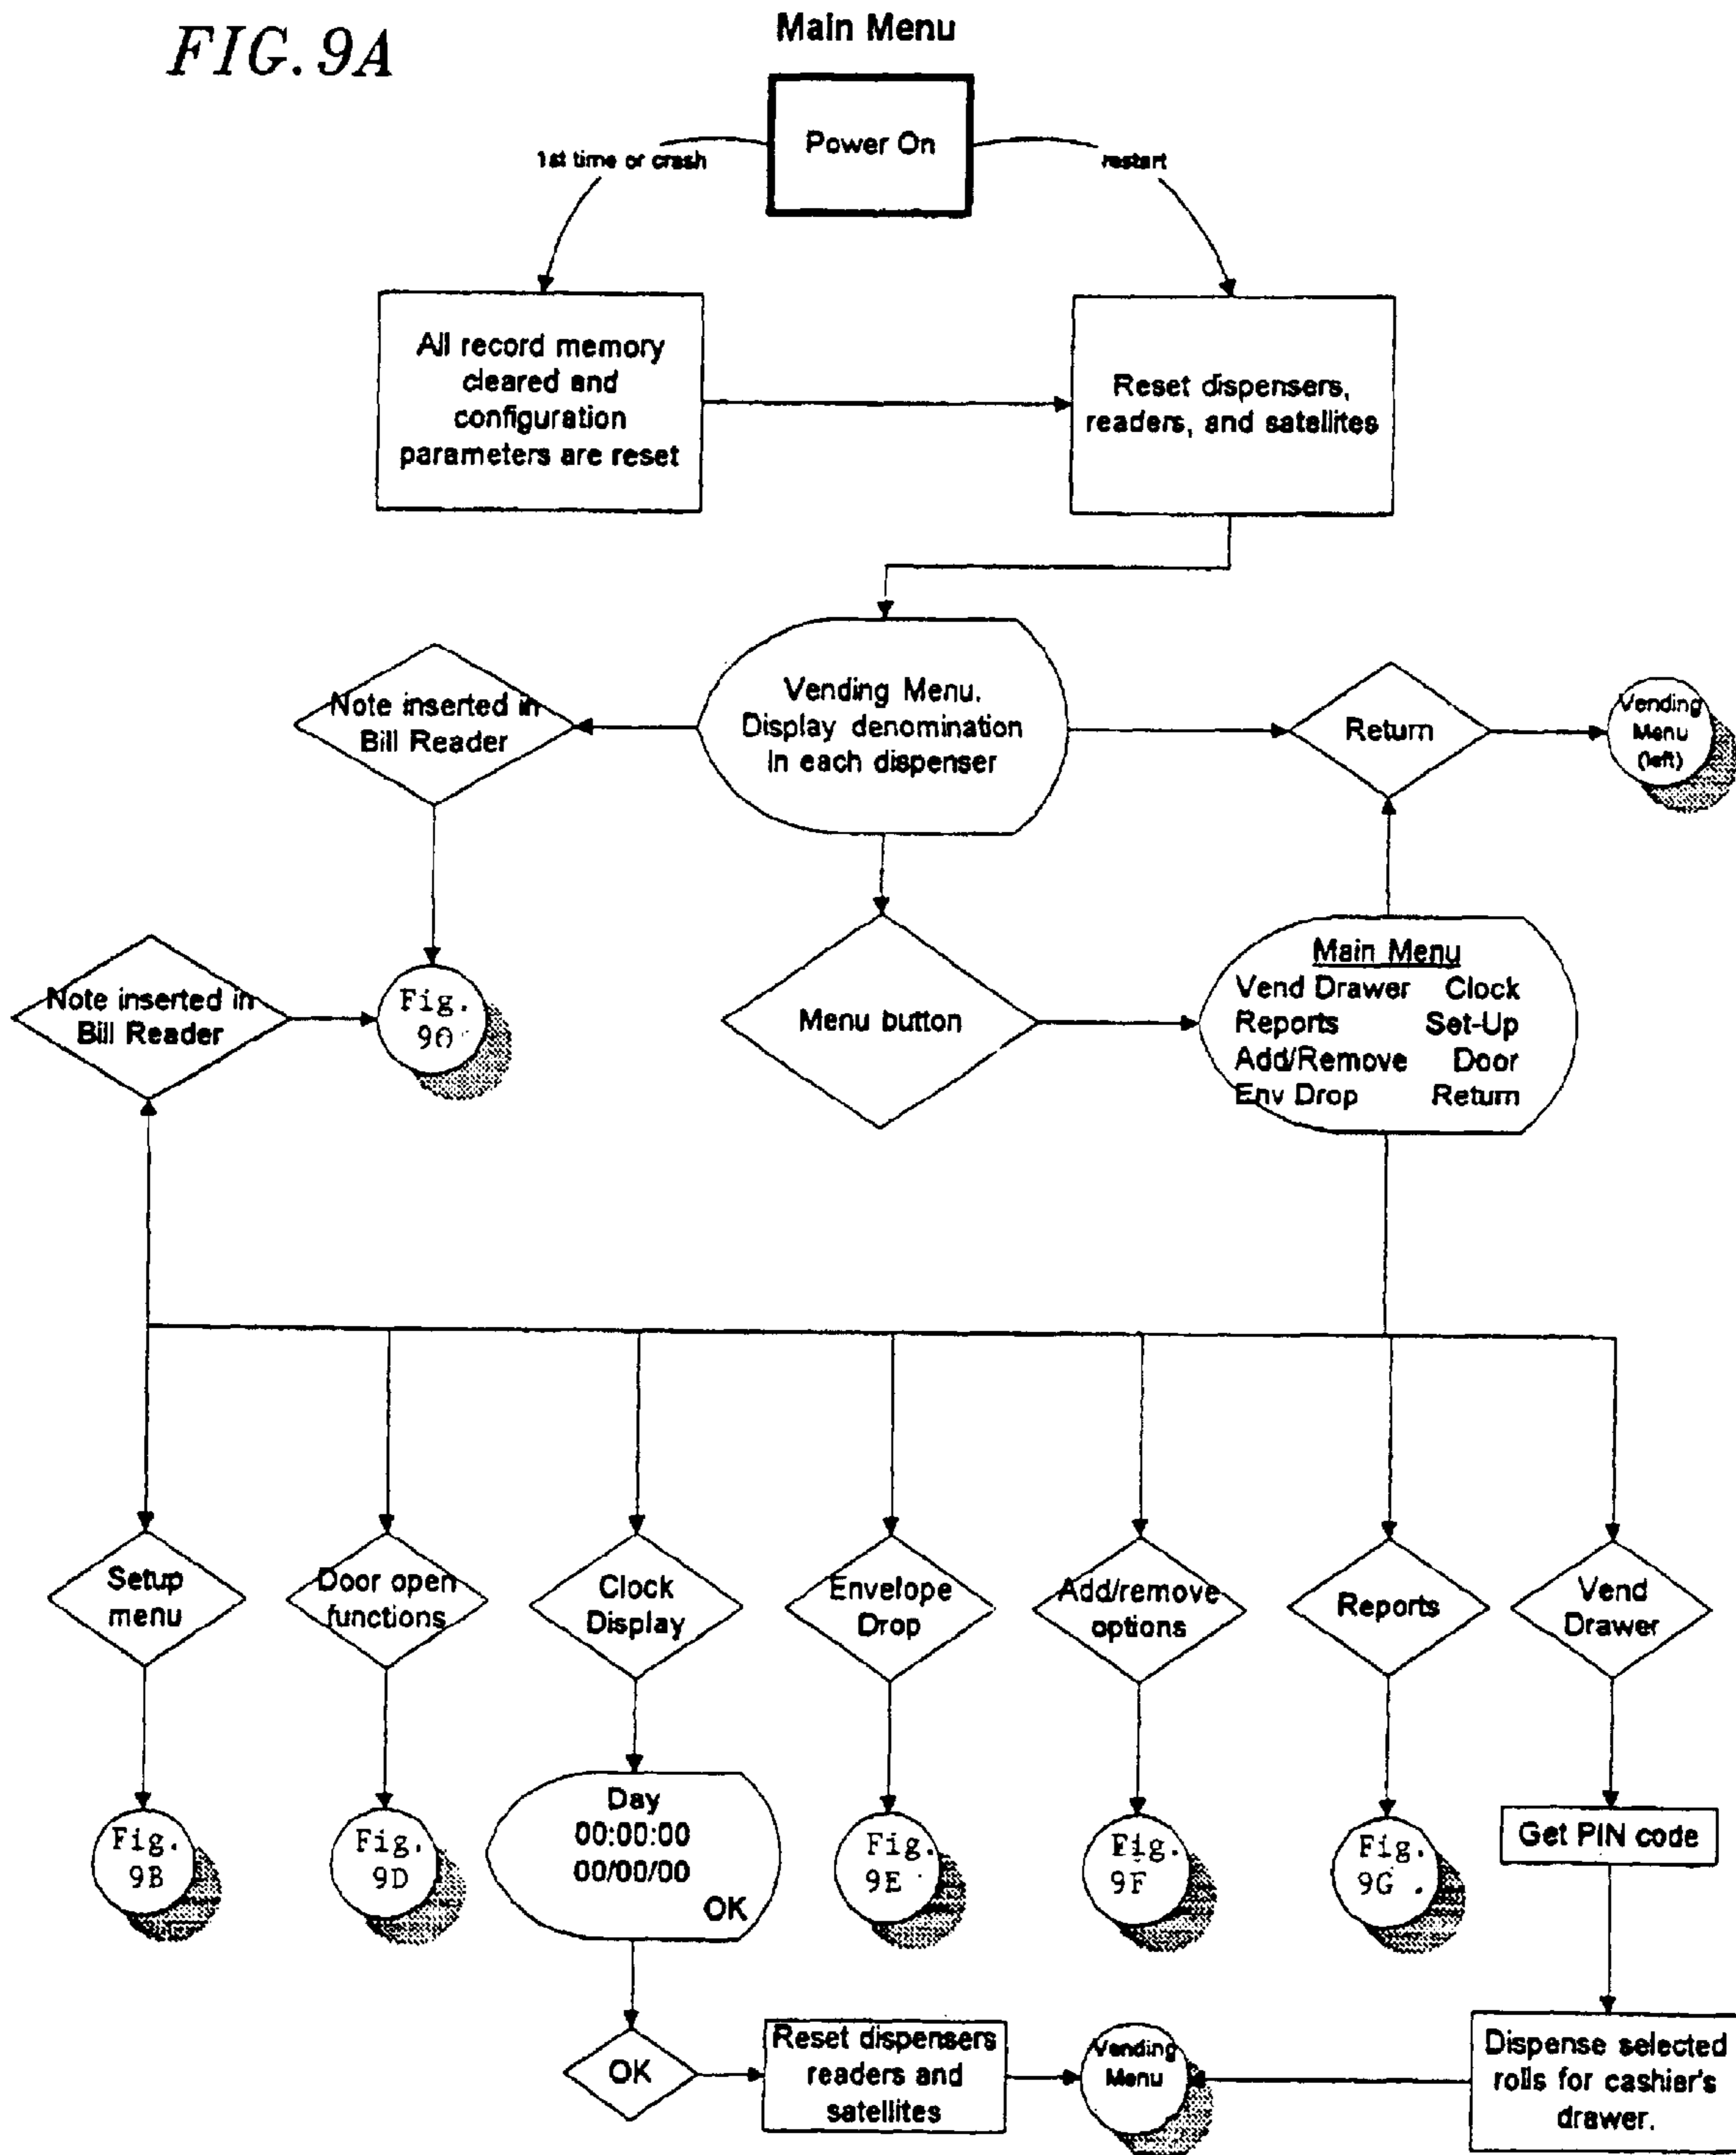 FIG. 9A
Main Menu
Power On
1st time or crash
restart
All record memory
cleared and
configuration
parameters are reset
Reset dispensers,
readers, and satellites
Note inserted in
Bill Reader
Vending Menu.
Display denomination
in each dispenser
Return
Vending
Menu
(left)
Note inserted in
Bill Reader
Fig.
Menu button
Main Menu
Vend Drawer Clock
Reports Set-Up
Add/Remove Door
Env Drop Return
Setup
menu
Door open
functions
Clock
Display
Envelope
Drop
Add/remove
options
Reports
Vend
Drawer
Fig.
9B
Fig.
9D
Day
00:00:00
00/00/00
OK
Fig.
9E
Fig.
9F
Fig.
9G
Get PIN code
OK
Reset dispensers
readers and
satellites
Vending
Menu
Dispense selected
rolls for cashier's
drawer.